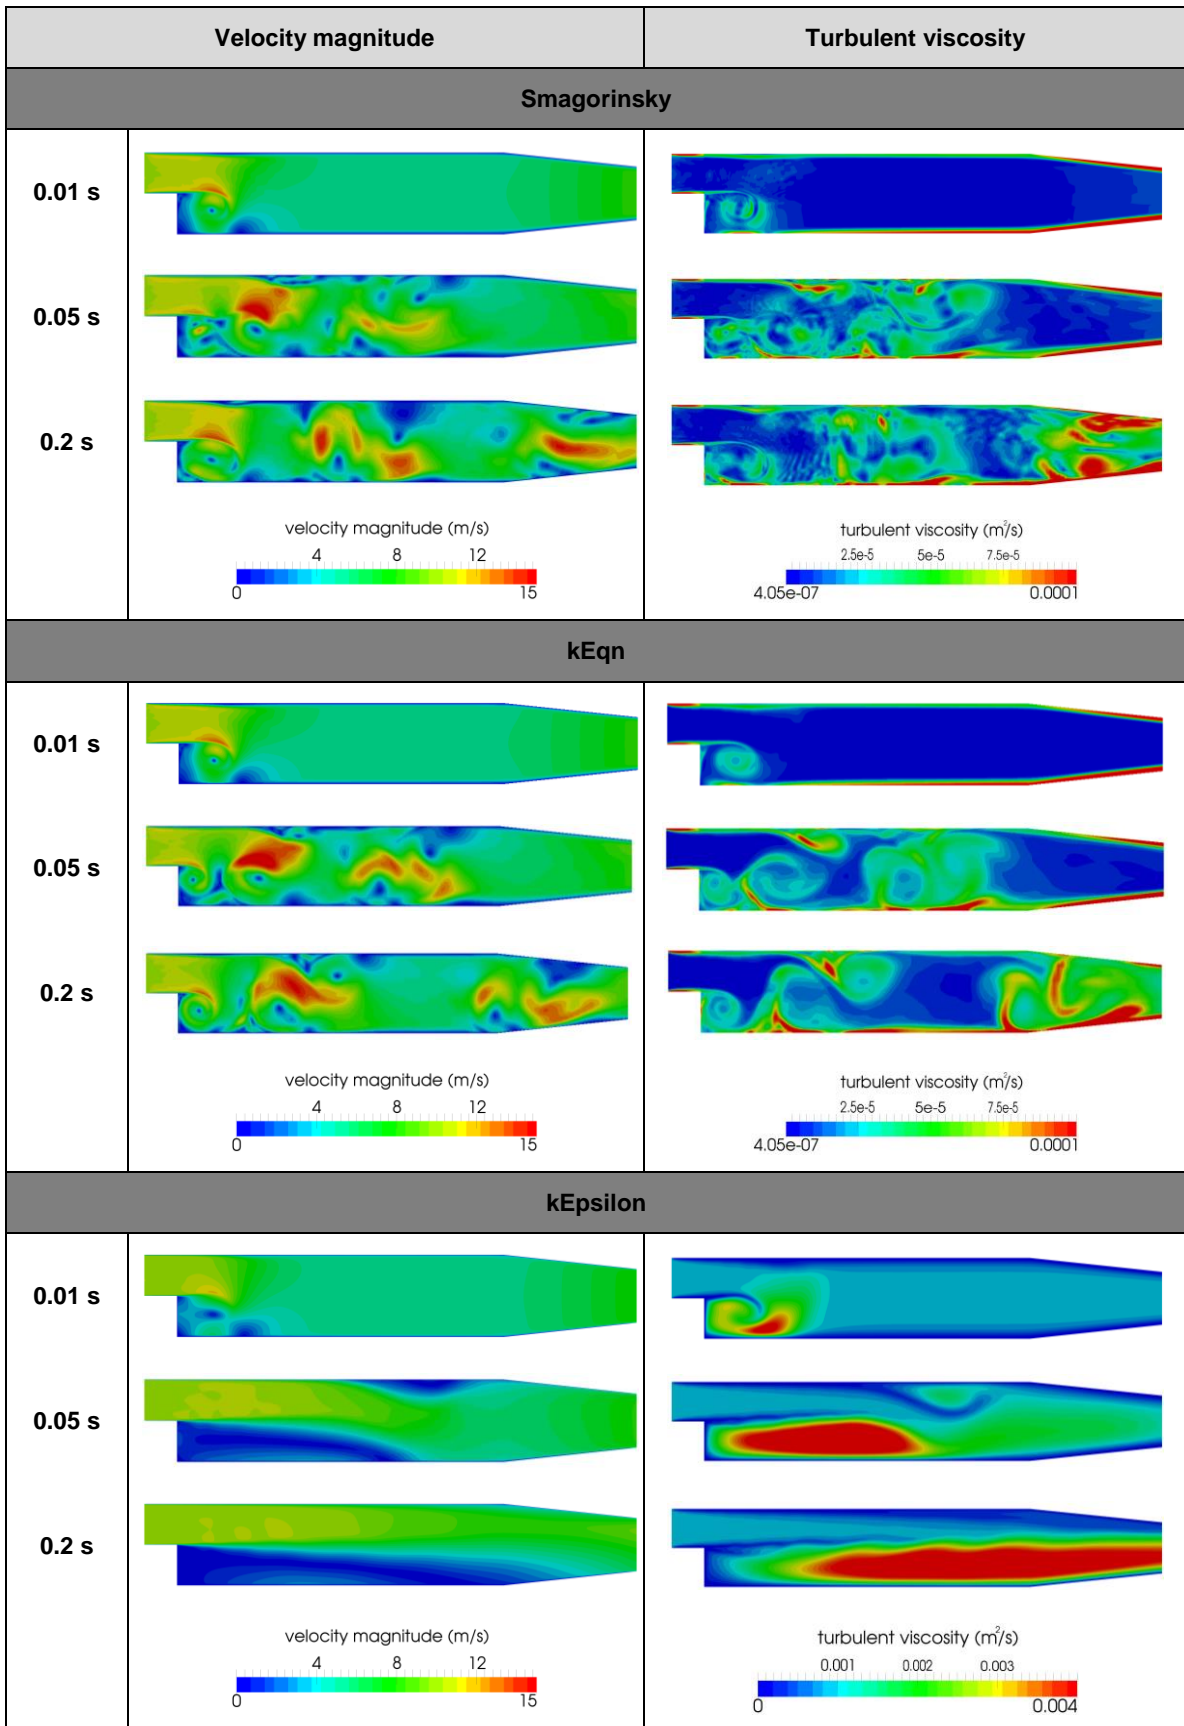 Velocity magnitude Turbulent viscosity
Smagorinsky
0.01 s
0.05 s
0.2 s
velocity magnitude (m/s) turbulent viscosity (m²/s)
4 8 12 2.5e-5 5e-5 7.5e-5
0 15 4.05e-07 0.0001
kEqn
0.01 s
0.05 s
0.2 s
velocity magnitude (m/s) turbulent viscosity (m²/s)
4 8 12 2.5e-5 5e-5 7.5e-5
0 15 4.05e-07 0.0001
kEpsilon
0.01 s
0.05 s
0.2 s
velocity magnitude (m/s) turbulent viscosity (m²/s)
4 8 12 0.001 0.002 0.003
0 15 0 0.004